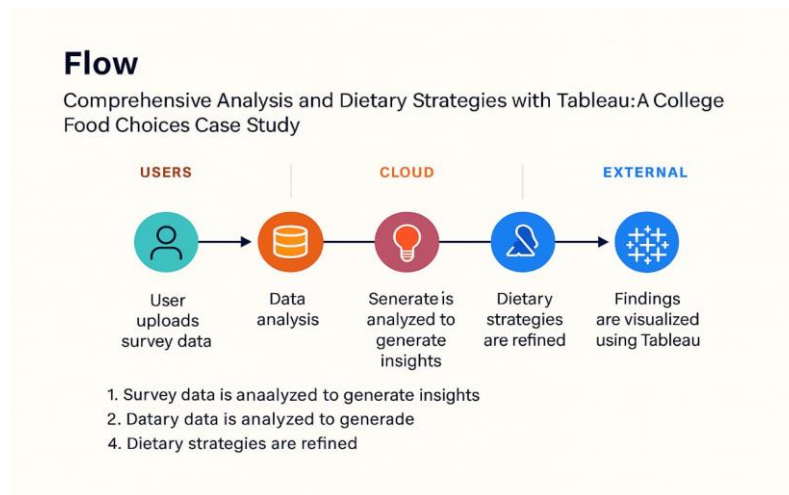 Flow
Comprehensive Analysis and Dietary Strategies with Tableau:A College
Food Choices Case Study
USERS
CLOUD
EXTERNAL
User
uploads
survey data
Data
analysis
Senerate is
analyzed to
generate
insights
Dietary
strategies
are refined
Findings
are visualized
using Tableau
1. Survey data is anaalyzed to generate insights
2. Datary data is analyzed to generade
4. Dietary strategies are refined